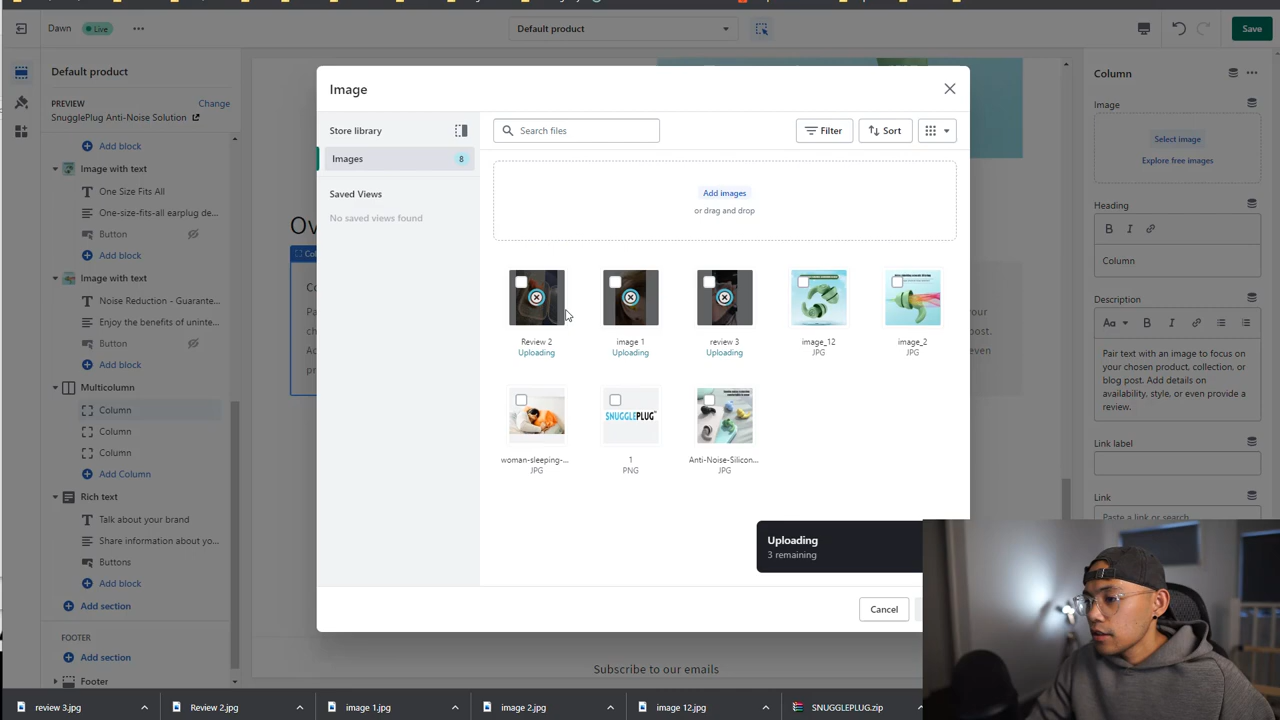 Dawn
Live
Default product
Save
Default product
PREVIEW
Change
SnugglePlug Anti-Noise Solution
Add block
Image with text
One Size Fits All
One-size-fits-all earplug de...
Button
Add block
Image with text
Noise Reduction - Guarante...
Enjoy the benefits of uninte...
Button
Add block
Multicolumn
Column
Column
Column
Add Column
Rich text
Talk about your brand
Share information about yo...
Buttons
Add block
Add section
FOOTER
Add section
Footer
Image
Store library
Images
8
Saved Views
No saved views found
Search files
Filter
Sort
Add images
or drag and drop
Review 2
Uploading
image 1
Uploading
review 3
Uploading
image_12
JPG
image_2
JPG
SNUGGLEPLUG
woman-sleeping-...
JPG
1
PNG
Anti-Noise-Silicon...
JPG
Uploading
3 remaining
Cancel
Subscribe to our emails
Column
Image
Select image
Explore free images
Heading
B I
Column
Description
Aa B I
Pair text with an image to focus on
your chosen product, collection, or
blog post. Add details on
availability, style, or even provide a
review.
Link label
Link
Paste a link or search
review 3.jpg
Review 2.jpg
image 1.jpg
image 2.jpg
image 12.jpg
SNUGGLEPLUG.zip